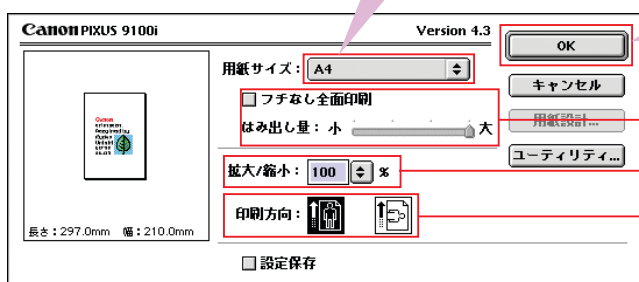 Canon PIXUS 9100i
Version 4.3
OK
用紙サイズ： A4
キャンセル
フチなし全面印刷
はみ出し量： 小 大
用紙設計...
拡大/縮小： 100 %
ユーティリティ...
印刷方向：
長さ：297.0mm 幅：210.0mm
設定保存